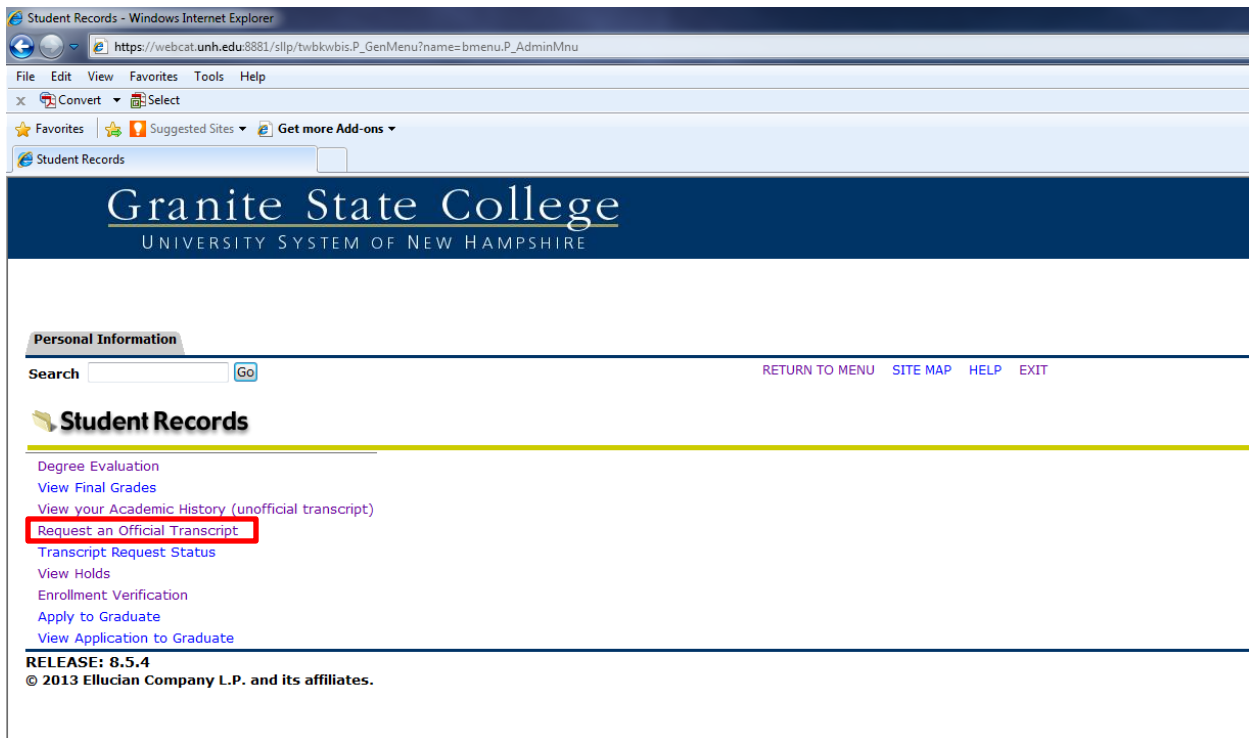 Student Records - Windows Internet Explorer
https://webcat.unh.edu:8881/sllp/twbkwbis.P_GenMenu?name=bmenu.P_AdminMnu
File Edit View Favorites Tools Help
x Convert Select
Favorites Suggested Sites Get more Add-ons
Student Records
Granite State College
UNIVERSITY SYSTEM OF NEW HAMPSHIRE
Personal Information
Search Go RETURN TO MENU SITE MAP HELP EXIT
Student Records
Degree Evaluation
View Final Grades
View your Academic History (unofficial transcript)
Request an Official Transcript
Transcript Request Status
View Holds
Enrollment Verification
Apply to Graduate
View Application to Graduate
RELEASE: 8.5.4
© 2013 Ellucian Company L.P. and its affiliates.